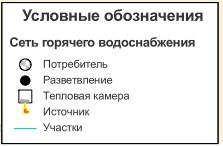 Условные обозначения
Сеть горячего водоснабжения
Потребитель
Разветвление
Тепловая камера
Источник
Участки